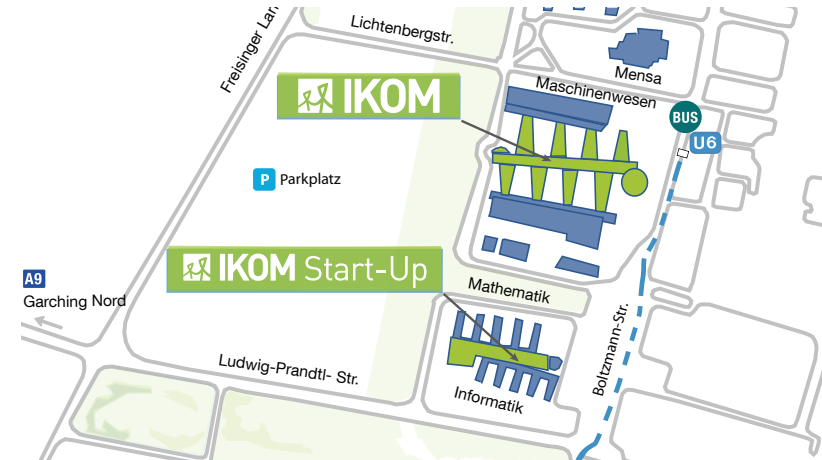 Lichtenbergstr.
Freisinger Lan
Mensa
Maschinenwesen
IKOM
BUS
U6
P Parkplatz
IKOM Start-Up
A9
Garching Nord
Mathematik
Boltzmann-Str.
Ludwig-Prandtl- Str.
Informatik